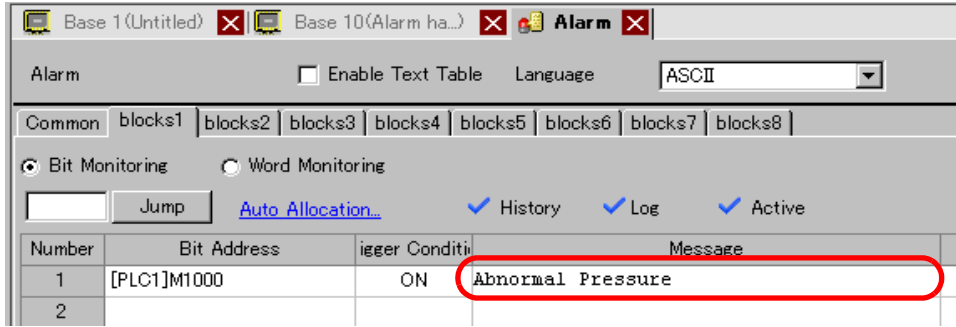 Base 1(Untitled) Base 10(Alarm ha...) Alarm
Alarm Enable Text Table Language ASCII
Common blocks1 blocks2 blocks3 blocks4 blocks5 blocks6 blocks7 blocks8
Bit Monitoring Word Monitoring
Jump Auto Allocation... History Log Active
Number Bit Address igger Conditi Message
1 [PLC1]M1000 ON Abnormal Pressure
2